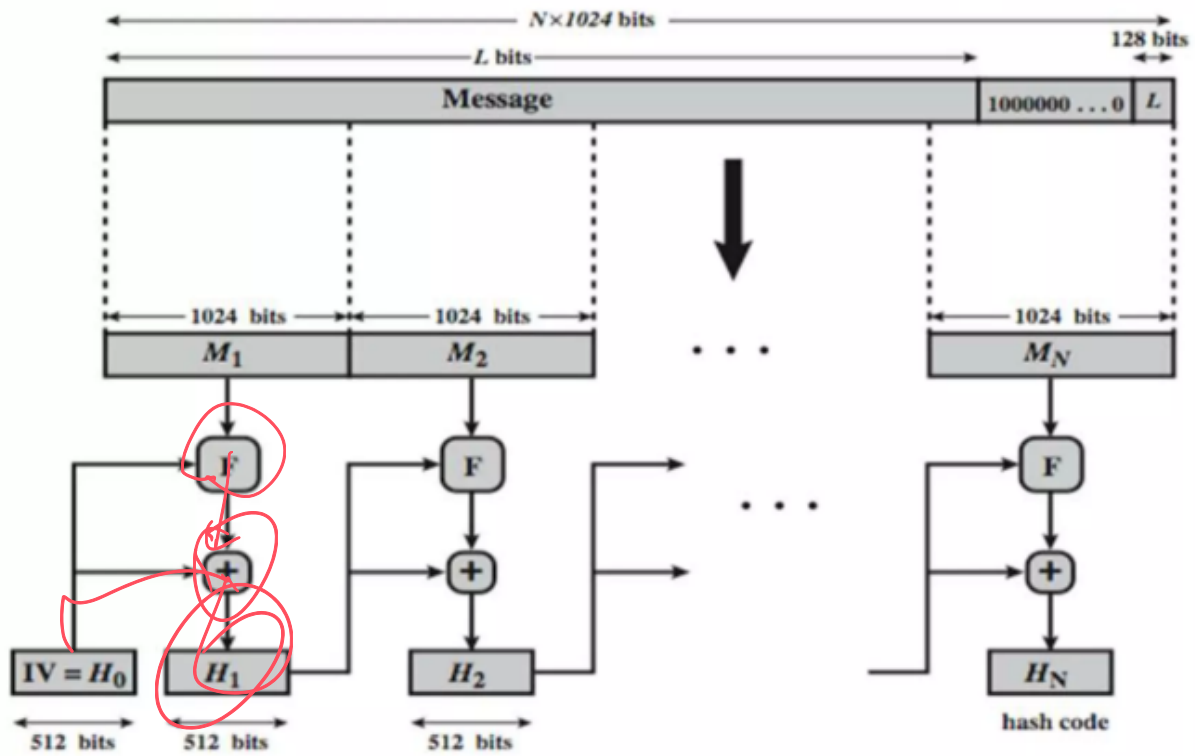 N×1024 bits
128 bits
L bits
Message 1000000 . . . 0 L
1024 bits 1024 bits 1024 bits
M1 M2 . . . MN
F F F
. . .
+ + +
IV = H0 H1 H2 HN
hash code
512 bits 512 bits 512 bits